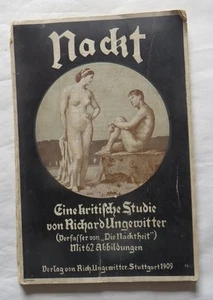 Nackt
Eine kritische Studie
von Richard Ungewitter
(Verfasser von „Die Nacktheit")
Mit 62 Abbildungen
Verlag von Rich. Ungewitter, Stuttgart 1909